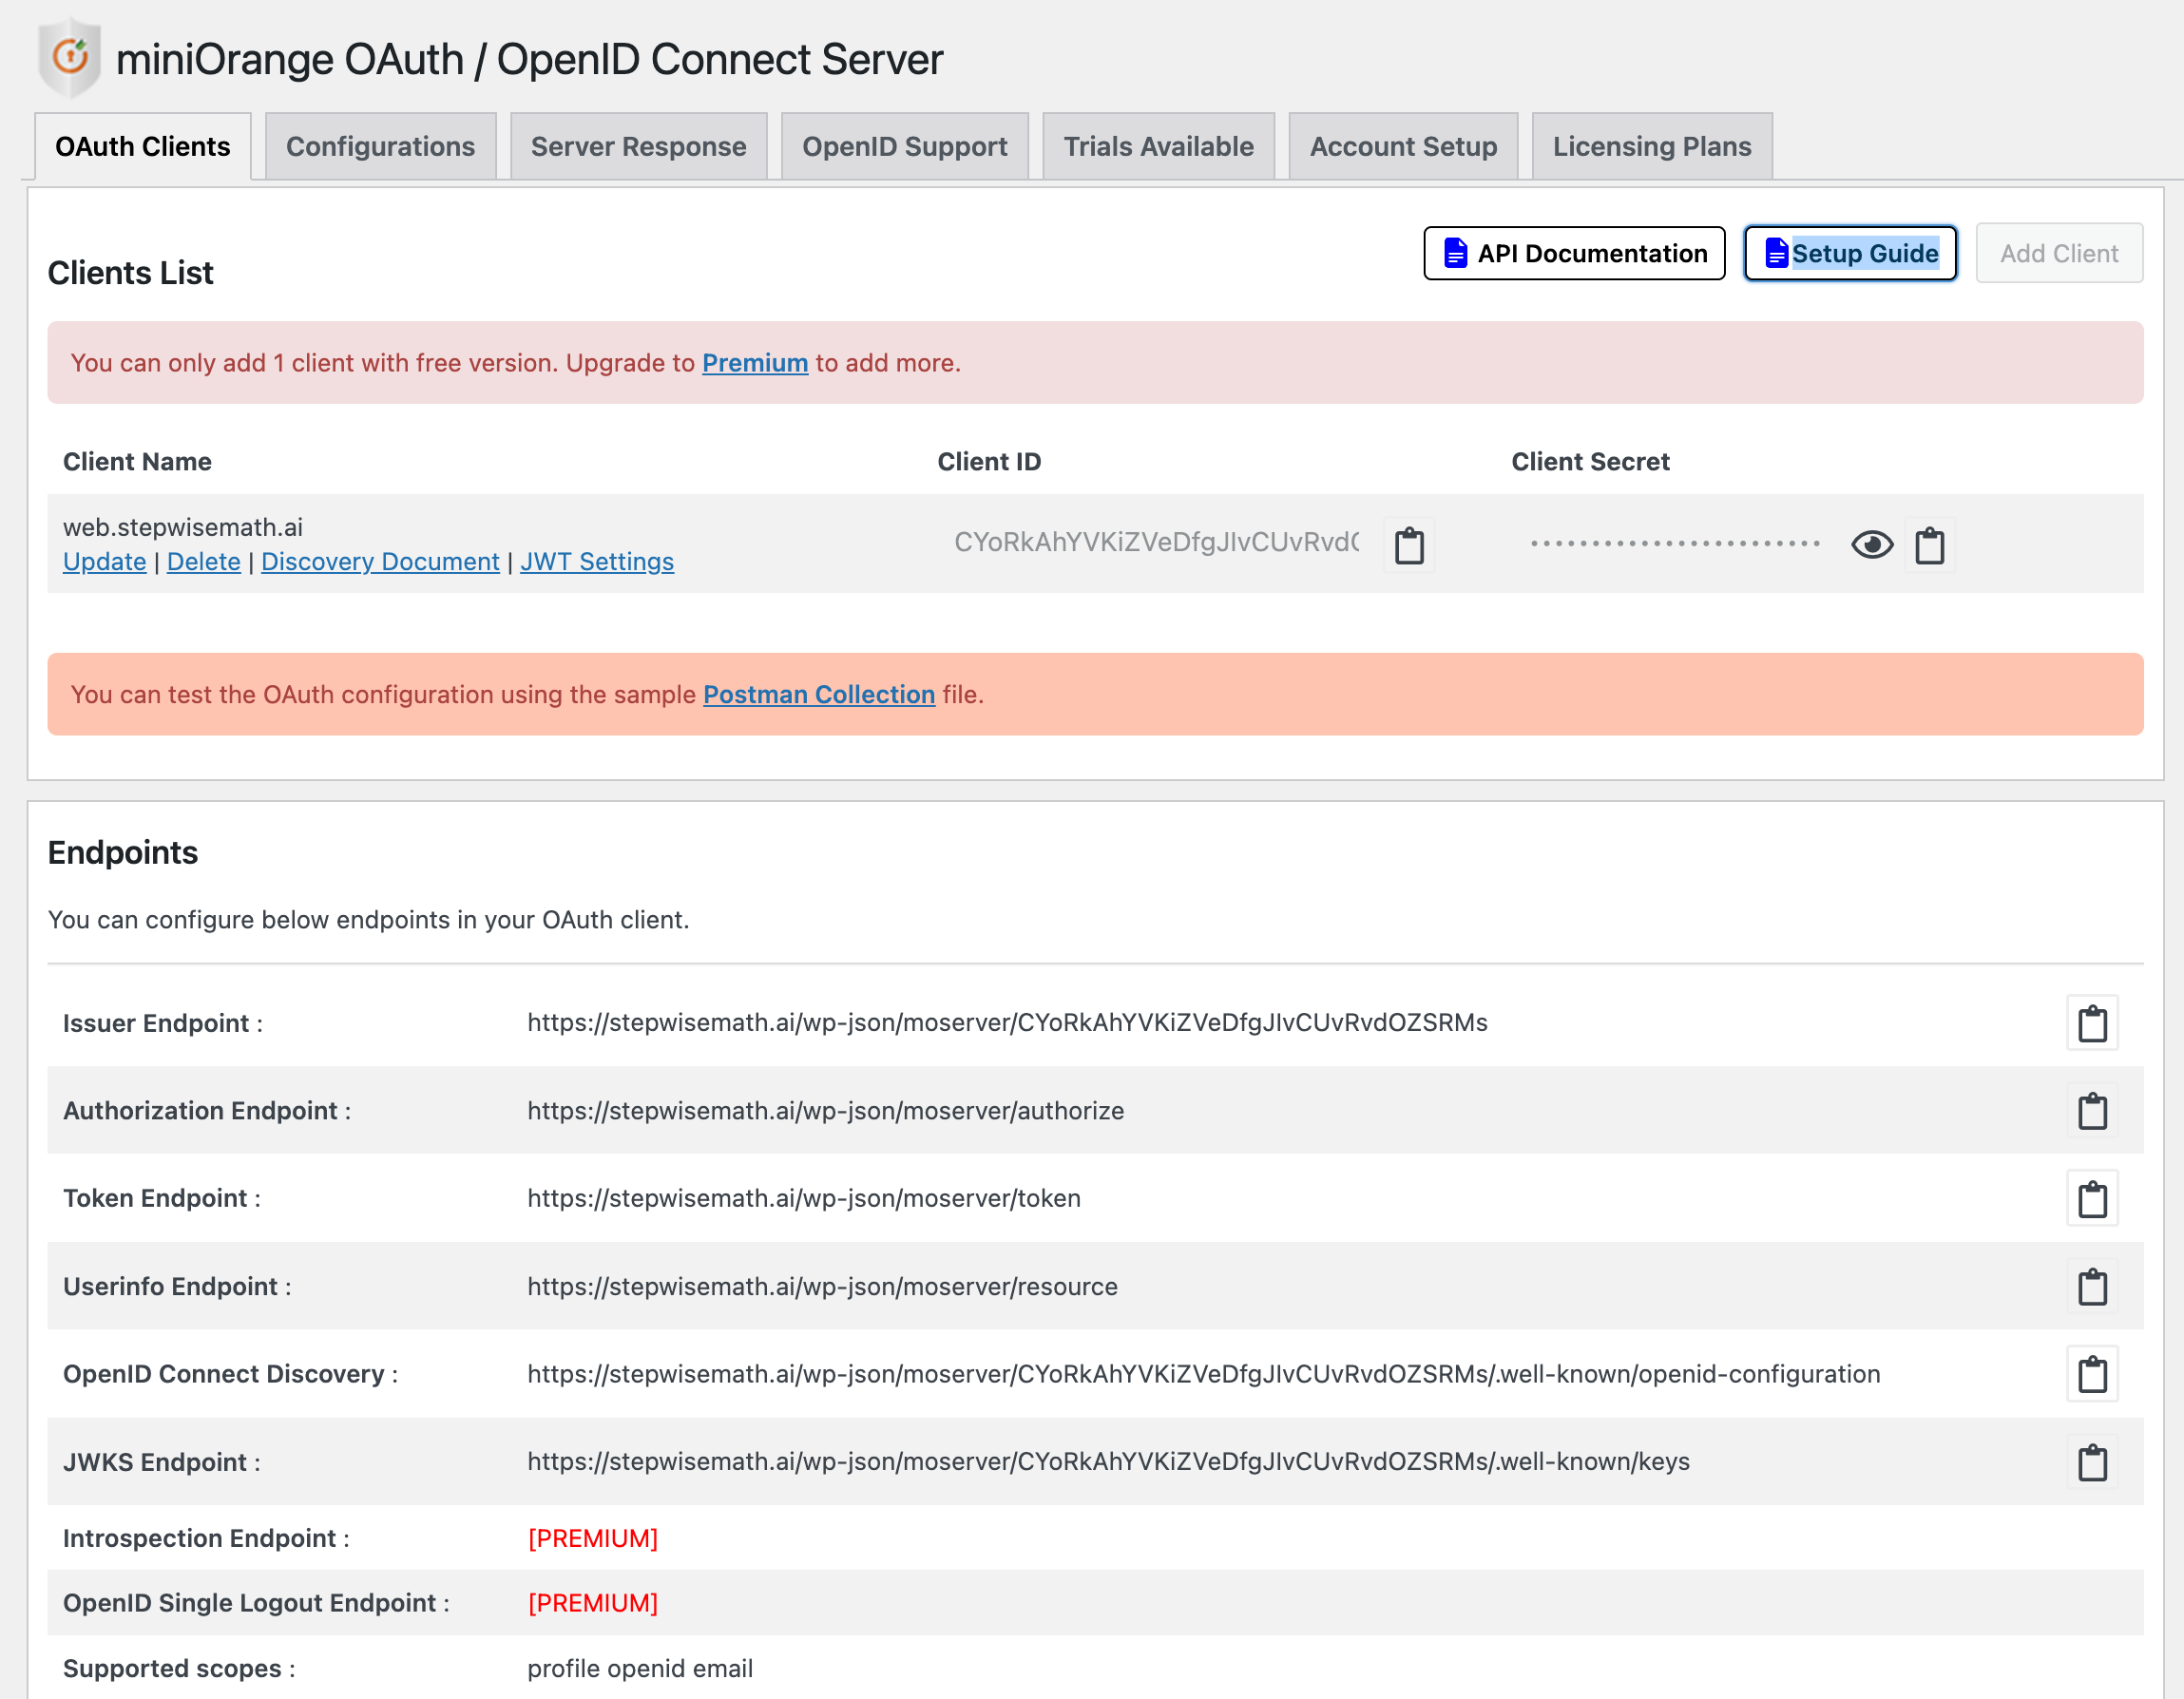 miniOrange OAuth / OpenID Connect Server
OAuth Clients Configurations Server Response OpenID Support Trials Available Account Setup Licensing Plans
API Documentation Setup Guide Add Client
Clients List
You can only add 1 client with free version. Upgrade to Premium to add more.
Client Name Client ID Client Secret
web.stepwisemath.ai
Update | Delete | Discovery Document | JWT Settings
CYoRkAhYVKiZVeDfgJIvCUvRvdO
You can test the OAuth configuration using the sample Postman Collection file.
Endpoints
You can configure below endpoints in your OAuth client.
Issuer Endpoint : https://stepwisemath.ai/wp-json/moserver/CYoRkAhYVKiZVeDfgJIvCUvRvdOZSRMs
Authorization Endpoint : https://stepwisemath.ai/wp-json/moserver/authorize
Token Endpoint : https://stepwisemath.ai/wp-json/moserver/token
Userinfo Endpoint : https://stepwisemath.ai/wp-json/moserver/resource
OpenID Connect Discovery : https://stepwisemath.ai/wp-json/moserver/CYoRkAhYVKiZVeDfgJIvCUvRvdOZSRMs/.well-known/openid-configuration
JWKS Endpoint : https://stepwisemath.ai/wp-json/moserver/CYoRkAhYVKiZVeDfgJIvCUvRvdOZSRMs/.well-known/keys
Introspection Endpoint : [PREMIUM]
OpenID Single Logout Endpoint : [PREMIUM]
Supported scopes : profile openid email